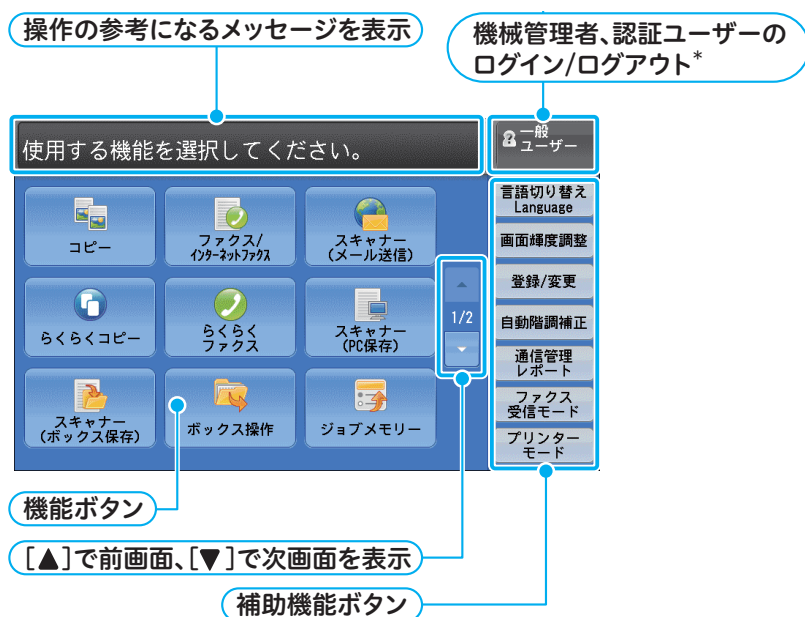 操作の参考になるメッセージを表示
機械管理者、認証ユーザーの
ログイン/ログアウト*
使用する機能を選択してください。
一般
ユーザー
コピー
ファクス/
インターネットファクス
スキャナー
(メール送信)
らくらくコピー
らくらく
ファクス
スキャナー
(PC保存)
スキャナー
(ボックス保存)
ボックス操作
ジョブメモリー
1/2
言語切り替え
Language
画面輝度調整
登録/変更
自動階調補正
通信管理
レポート
ファクス
受信モード
プリンター
モード
機能ボタン
[▲]で前画面、[▼]で次画面を表示
補助機能ボタン